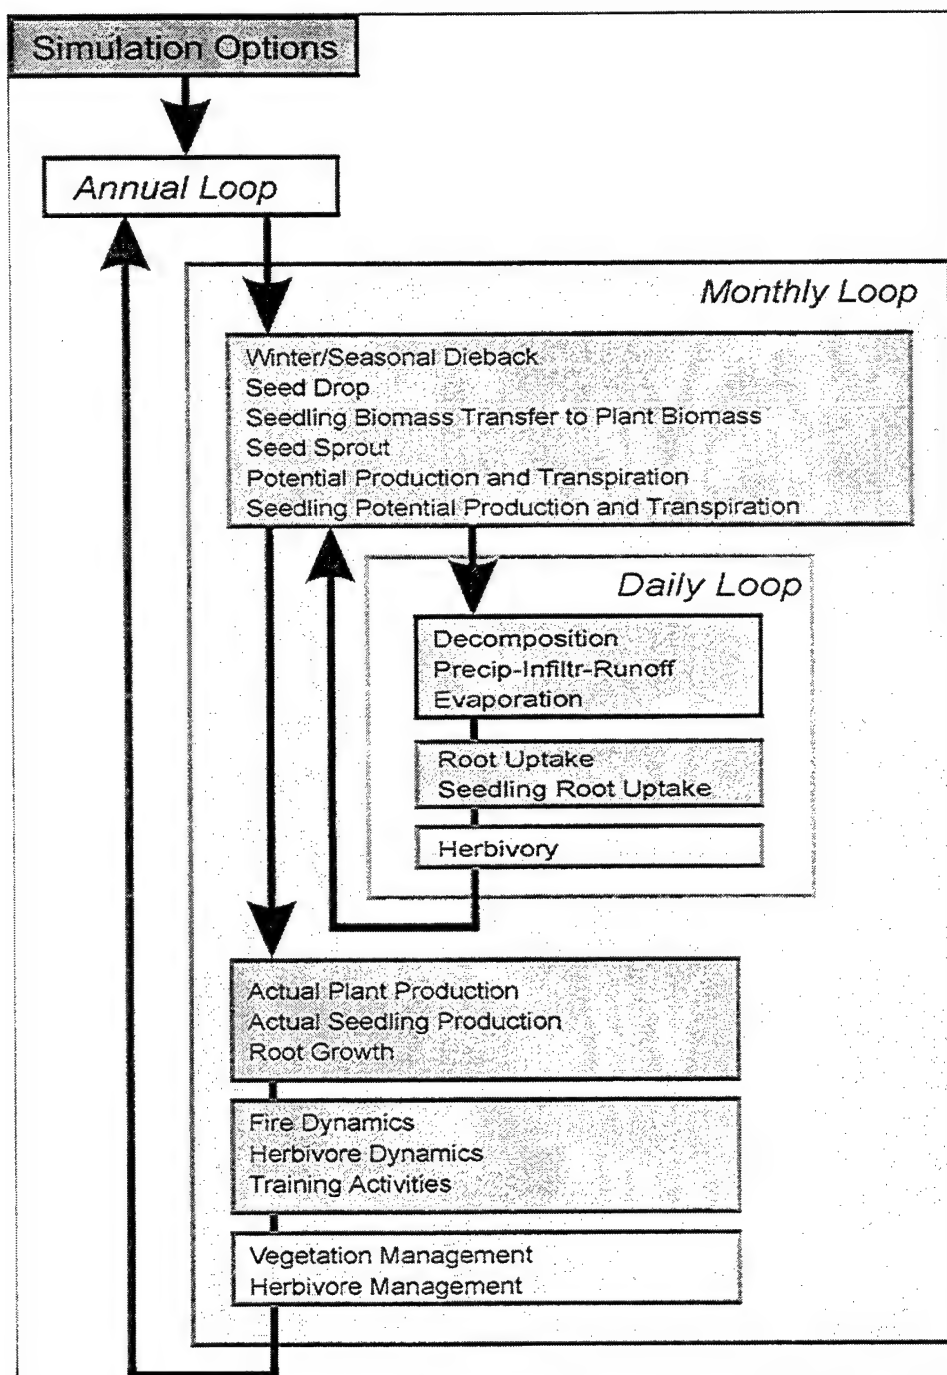 Simulation Options
Annual Loop
Monthly Loop
Winter/Seasonal Dieback
Seed Drop
Seedling Biomass Transfer to Plant Biomass
Seed Sprout
Potential Production and Transpiration
Seedling Potential Production and Transpiration
Daily Loop
Decomposition
Precip-Infiltr-Runoff
Evaporation
Root Uptake
Seedling Root Uptake
Herbivory
Actual Plant Production
Actual Seedling Production
Root Growth
Fire Dynamics
Herbivore Dynamics
Training Activities
Vegetation Management
Herbivore Management